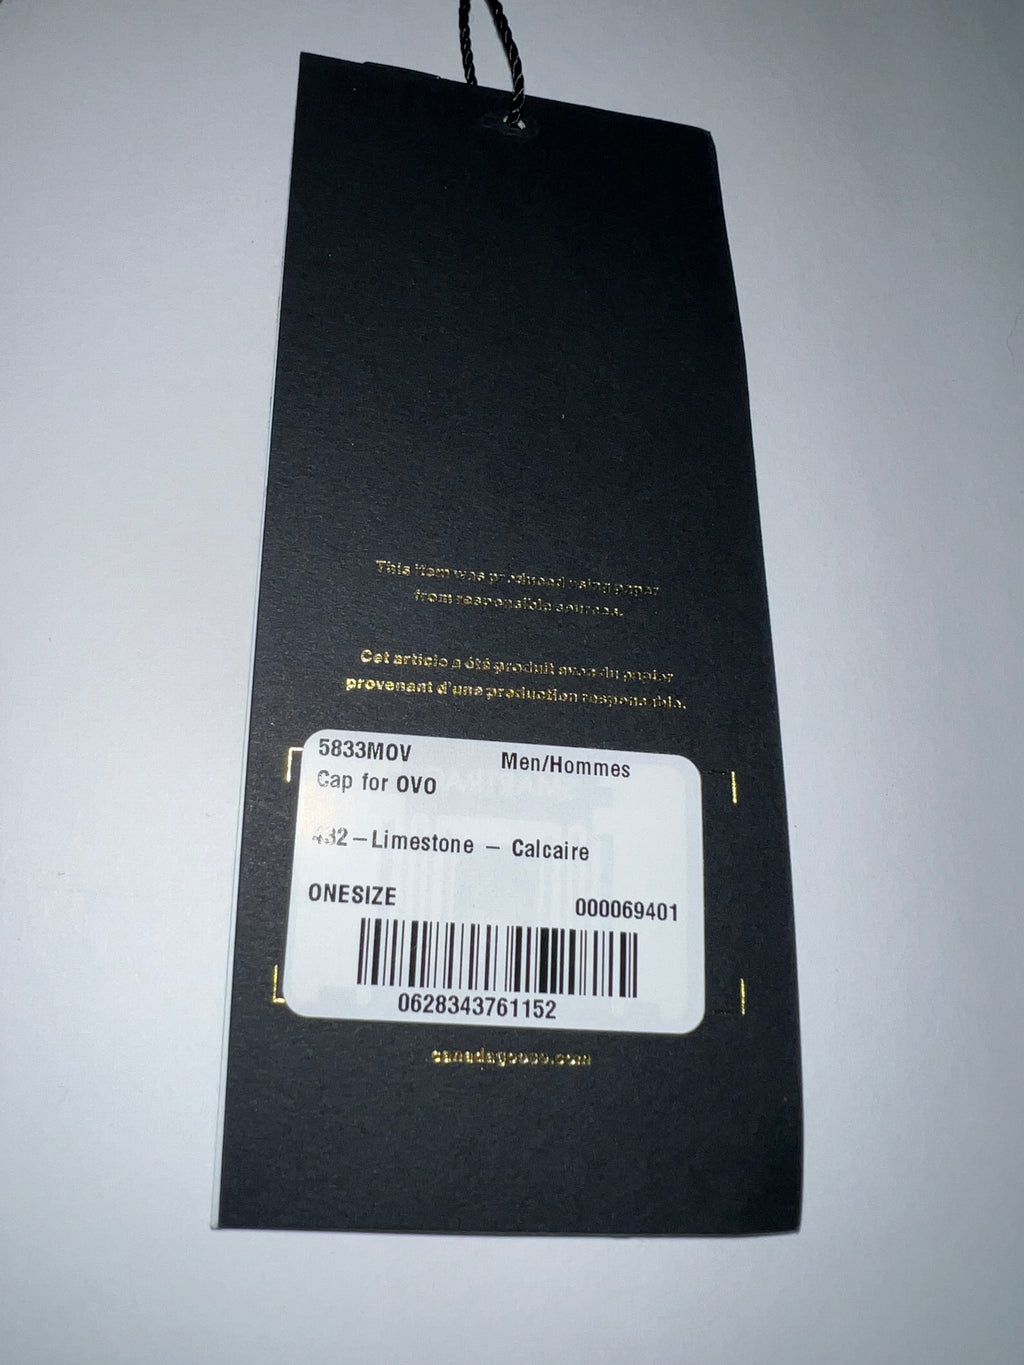 This item was produced using paper
from responsible sources.
Cet article a été produit avec du papier
provenant d'une production responsable.
5833MOV Men/Hommes
Cap for OVO
432 – Limestone – Calcaire
ONESIZE 000069401
0628343761152
canadagoose.com